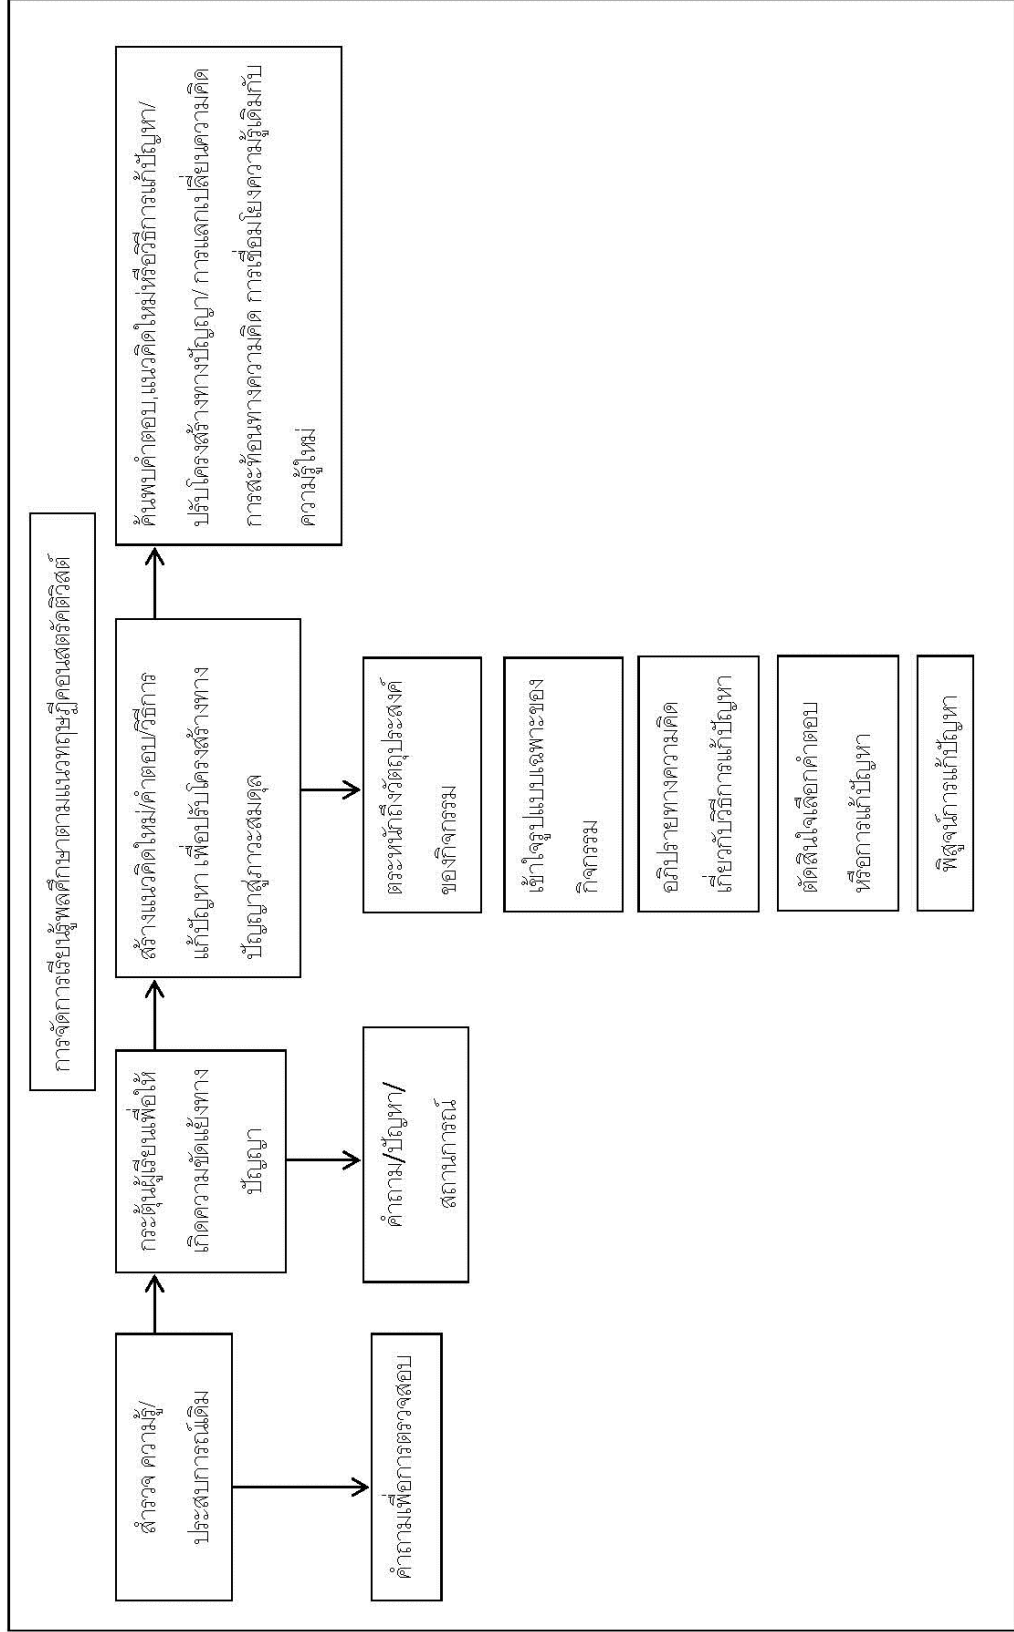 การจัดการเรียนรู้พลศึกษาตามแนวทฤษฎีคอนสตรัคติวิสต์
สำรวจ ความรู้/
ประสบการณ์เดิม
กระตุ้นผู้เรียนเพื่อให้
เกิดความขัดแย้งทาง
ปัญญา
สร้างแนวคิดใหม่/คำตอบ/วิธีการ
แก้ปัญหา เพื่อปรับโครงสร้างทาง
ปัญญาสู่ภาวะสมดุล
ค้นพบคำตอบ,แนวคิดใหม่หรือวิธีการแก้ปัญหา/
ปรับโครงสร้างทางปัญญา/ การแลกเปลี่ยนความคิด
การสะท้อนทางความคิด การเชื่อมโยงความรู้เดิมกับ
ความรู้ใหม่
คำถามเพื่อการตรวจสอบ
คำถาม/ปัญหา/
สถานการณ์
ตระหนักถึงวัตถุประสงค์
ของกิจกรรม
เข้าใจรูปแบบเฉพาะของ
กิจกรรม
อภิปรายทางความคิด
เกี่ยวกับวิธีการแก้ปัญหา
ตัดสินใจเลือกคำตอบ
หรือการแก้ปัญหา
พิสูจน์การแก้ปัญหา